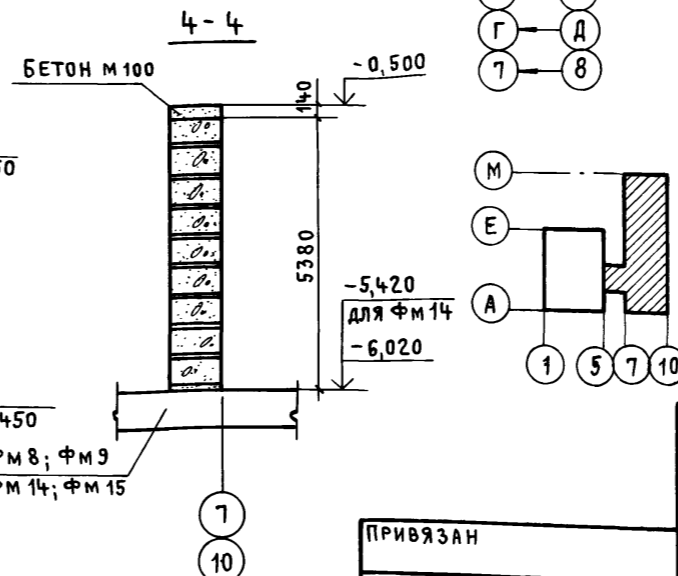 4-4
БЕТОН М 100
-0,500
140
5380
-5,420
ДЛЯ ФМ 14
-6,020
450
ФМ 8; ФМ 9
ФМ 14; ФМ 15
7
10
Г Д
7 8
М
Е
А
1 5 7 10
ПРИВЯЗАН